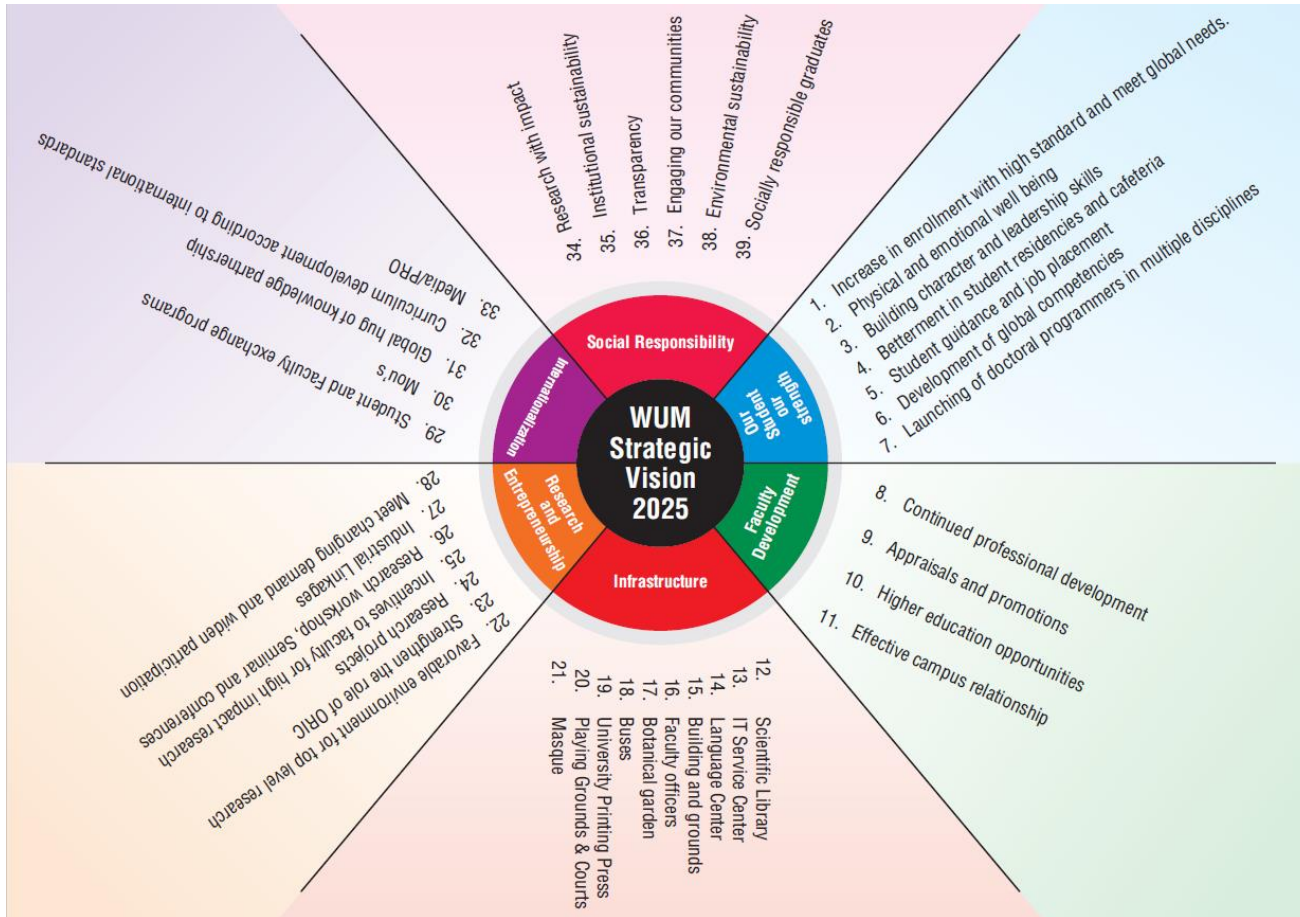 WUM
Strategic
Vision
2025
Our
Student
our
strength
1. Increase in enrollment with high standard and meet global needs.
2. Physical and emotional well being
3. Building character and leadership skills
4. Betterment in student residencies and cafeteria
5. Student guidance and job placement
6. Development of global competencies
7. Launching of doctoral programmers in multiple disciplines
Faculty
Development
8. Continued professional development
9. Appraisals and promotions
10. Higher education opportunities
11. Effective campus relationship
Infrastructure
12. Scientific Library
13. IT Service Center
14. Language Center
15. Building and grounds
16. Faculty officers
17. Botanical garden
18. Buses
19. University Printing Press
20. Playing Grounds & Courts
21. Masque
Research
and
Entrepreneurship
22. Favorable environment for top level research
23. Strengthen the role of ORIC
24. Research projects
25. Incentives to faculty for high impact research
26. Research workshop, Seminar and conferences
27. Industrial Linkages
28. Meet changing demand and widen participation
Internationalization
29. Student and Faculty exchange programs
30. Mou's
31. Global hug of knowledge partnership
32. Curriculum development according to international standards
33. Media/PRO
Social Responsibility
34. Research with impact
35. Institutional sustainability
36. Transparency
37. Engaging our communities
38. Environmental sustainability
39. Socially responsible graduates